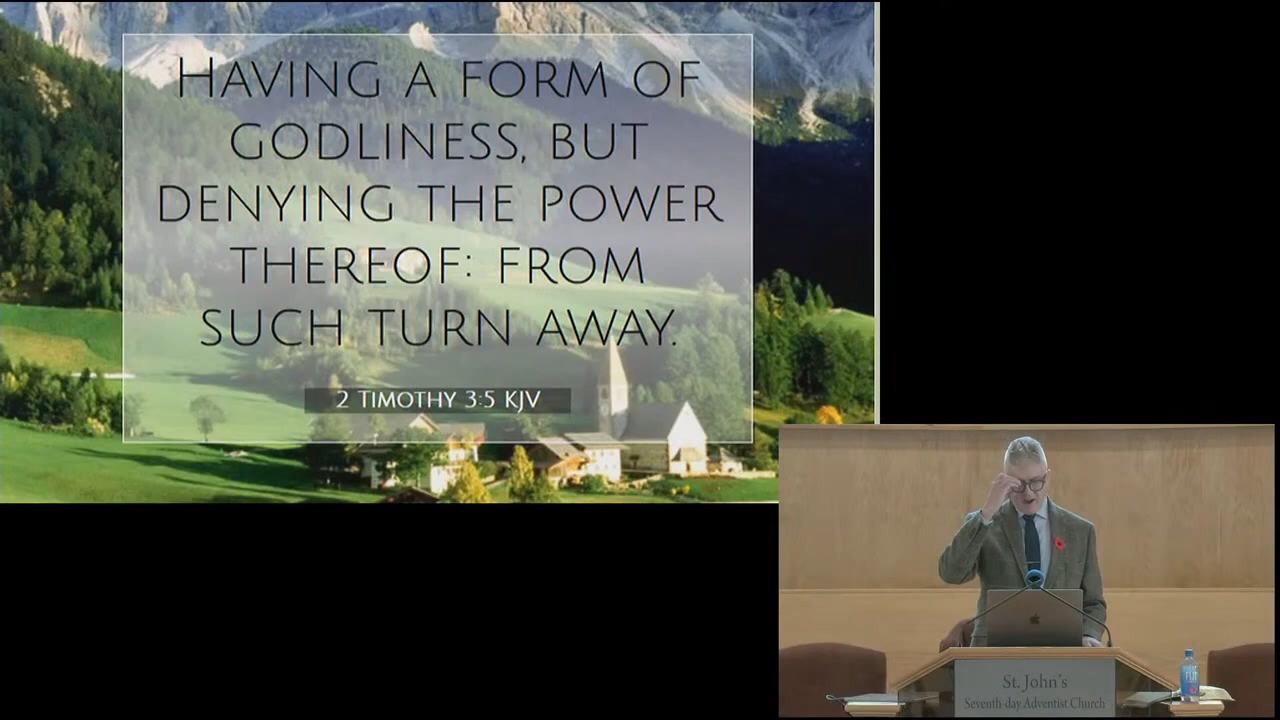 Having a form of
godliness, but
denying the power
thereof: from
such turn away.
2 Timothy 3:5 KJV
St. John's
Seventh-day Adventist Church